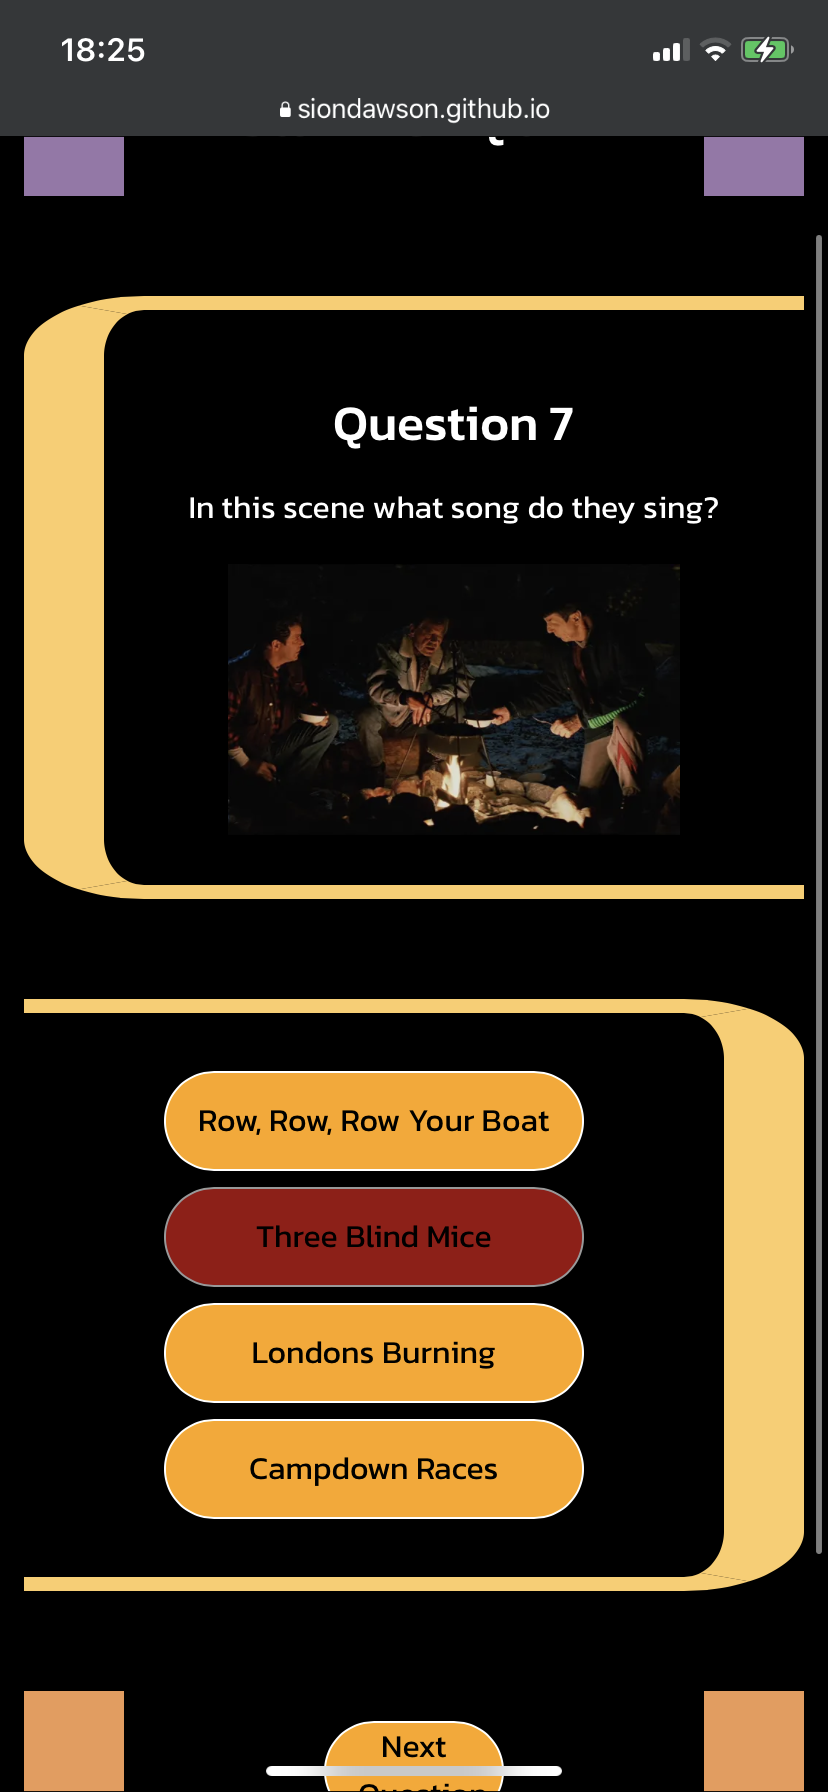 18:25
siondawson.github.io
Question 7
In this scene what song do they sing?
Row, Row, Row Your Boat
Three Blind Mice
Londons Burning
Campdown Races
Next
Question